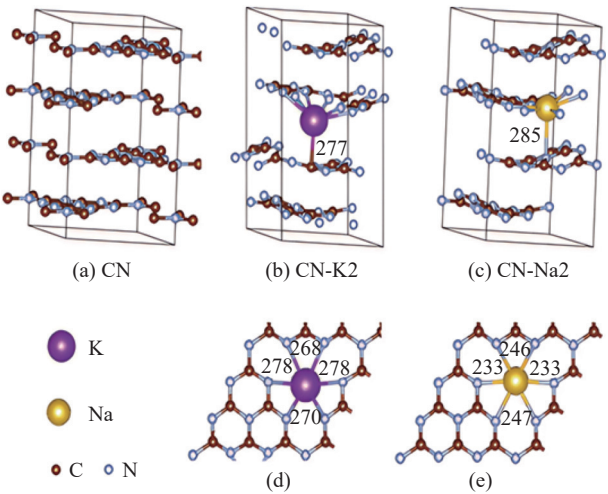 277
285
(a) CN
(b) CN-K2
(c) CN-Na2
K
Na
C
N
268
278
278
270
246
233
233
247
(d)
(e)